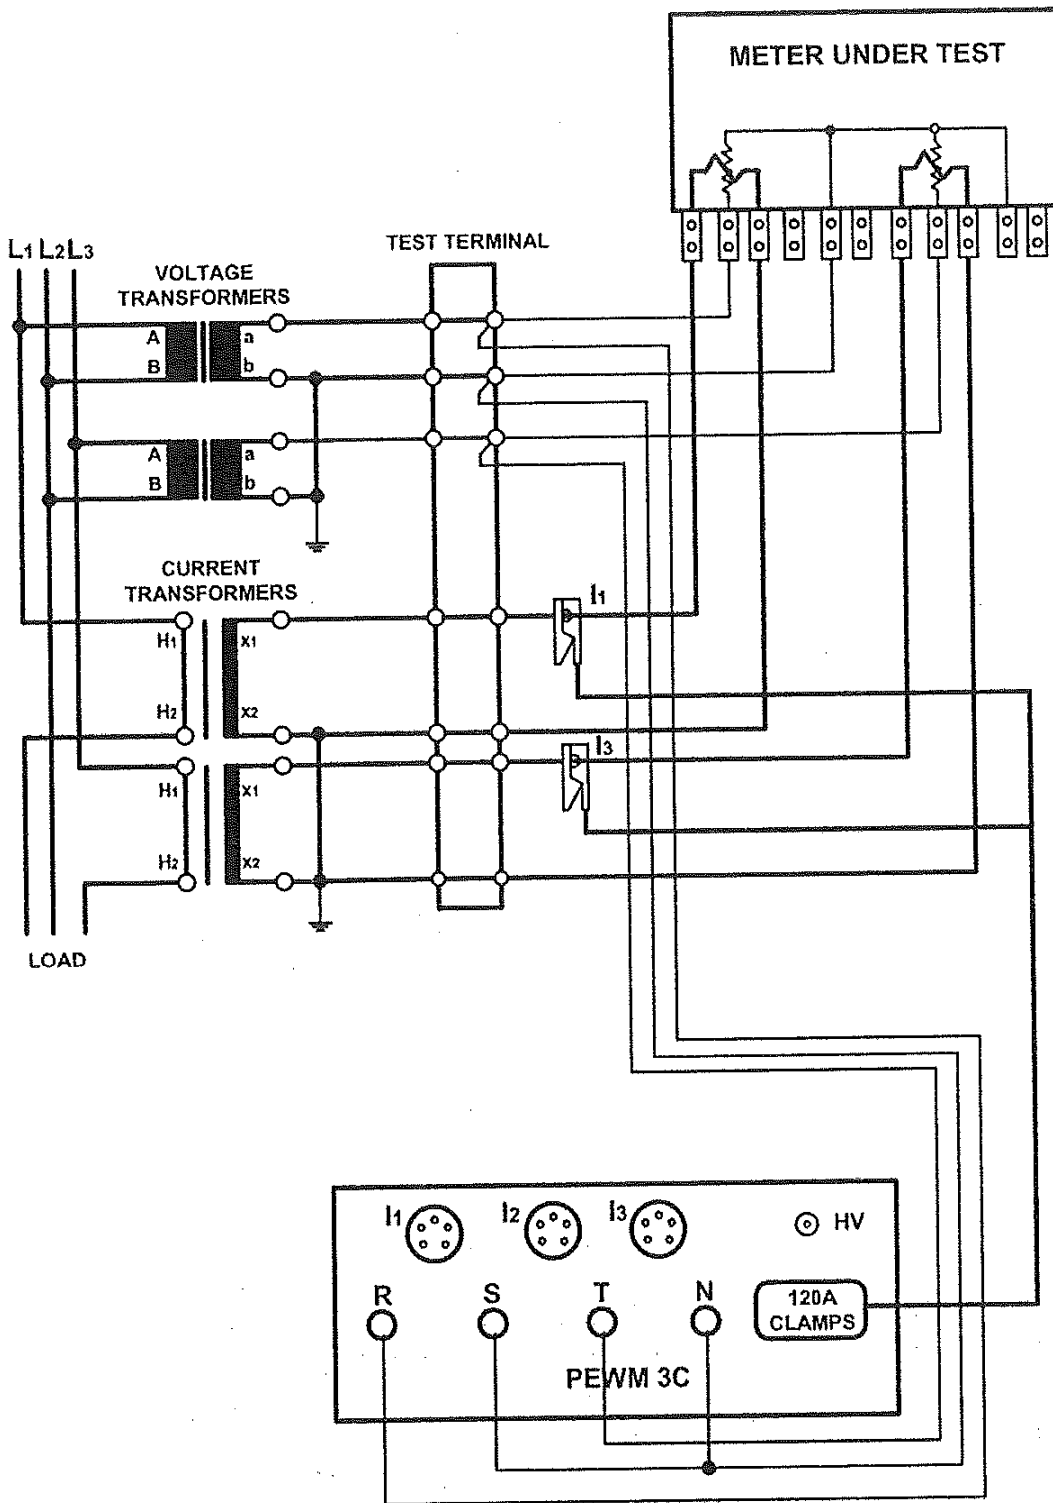 METER UNDER TEST
L1 L2 L3
VOLTAGE
TRANSFORMERS
TEST TERMINAL
A
B
a
b
A
B
a
b
CURRENT
TRANSFORMERS
I1
H1
X1
H2
X2
I3
H1
X1
H2
X2
LOAD
I1
I2
I3
HV
R
S
T
N
120A
CLAMPS
PEWM 3C